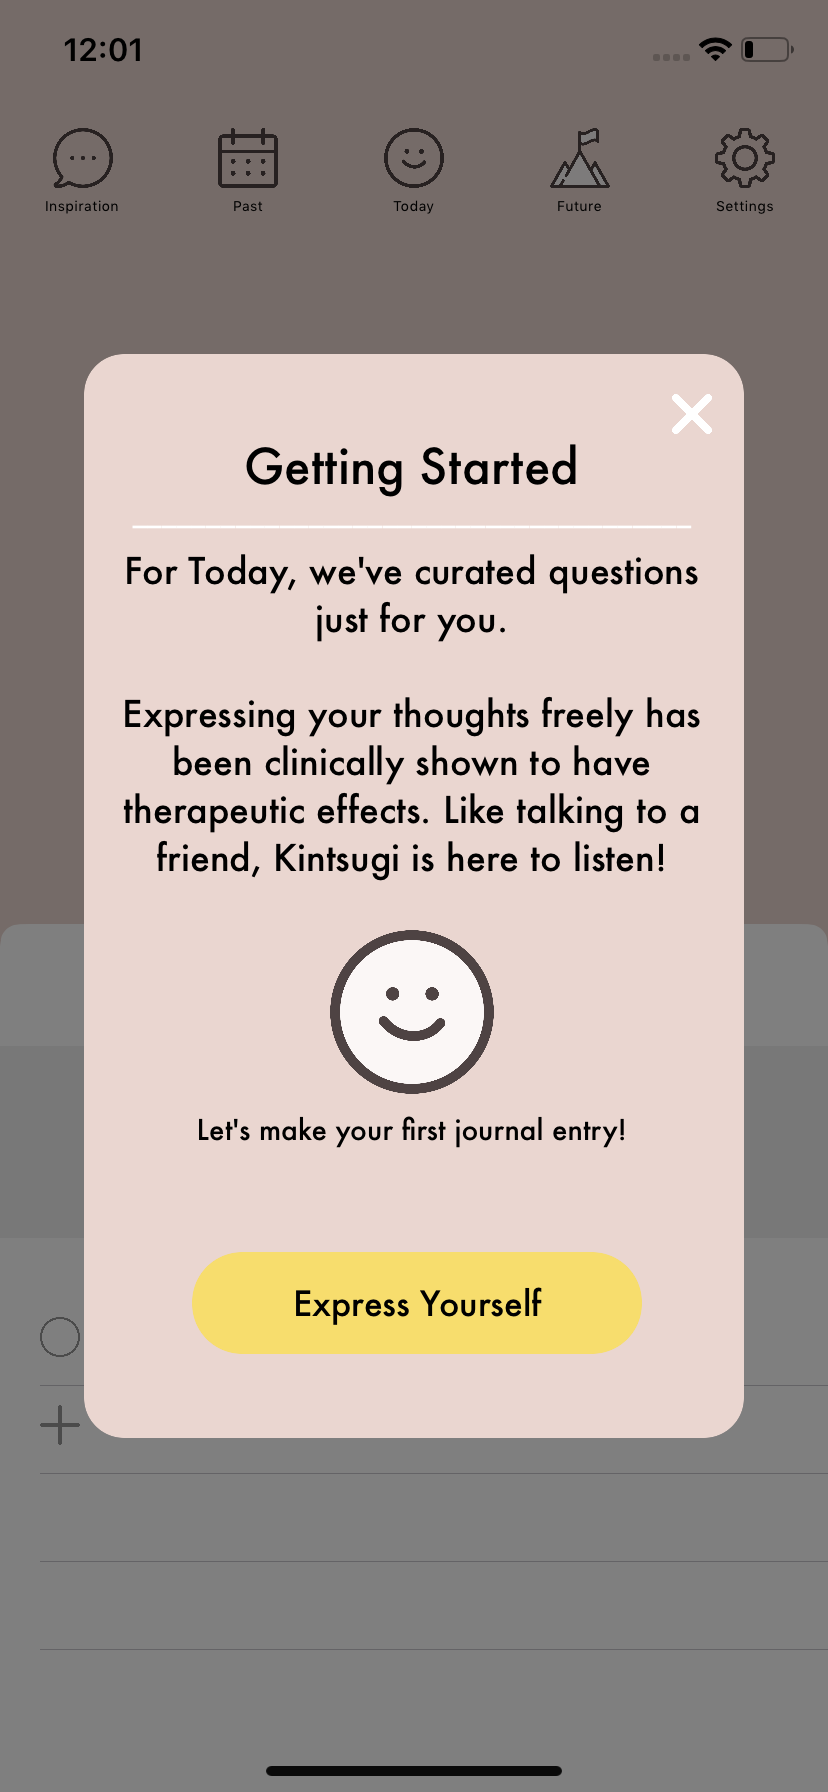 12:01
Inspiration
Past
Today
Future
Settings
Getting Started
For Today, we've curated questions
just for you.
Expressing your thoughts freely has
been clinically shown to have
therapeutic effects. Like talking to a
friend, Kintsugi is here to listen!
Let's make your first journal entry!
Express Yourself